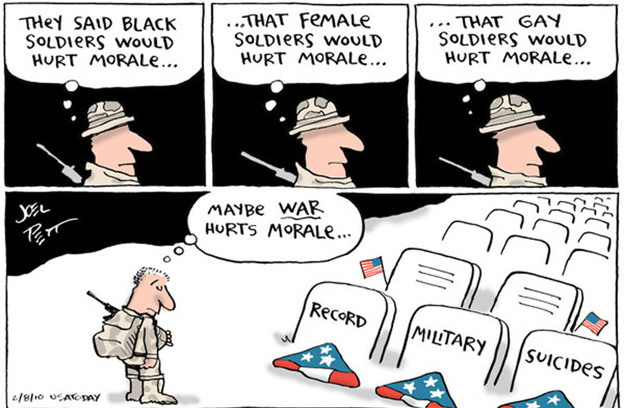 THEY SAID BLACK
SOLDIERS WOULD
HURT MORALE...
...THAT FEMALE
SOLDIERS WOULD
HURT MORALE...
...THAT GAY
SOLDIERS WOULD
HURT MORALE...
JOEL
PETT
MAYBE WAR
HURTS MORALE...
RECORD
MILITARY
SUICIDES
2/8/10 USA TODAY